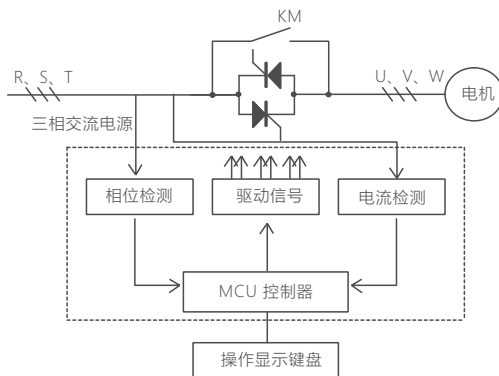 KM
R、S、T
U、V、W
电机
三相交流电源
相位检测
驱动信号
电流检测
MCU 控制器
操作显示键盘